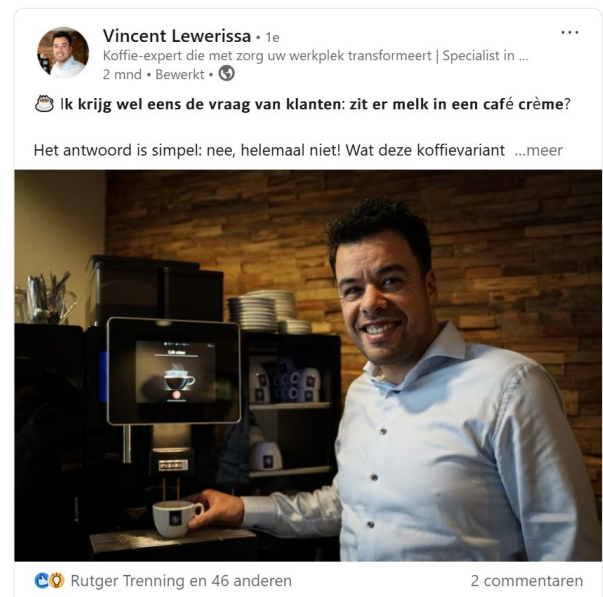 Vincent Lewerissa • 1e
Koffie-expert die met zorg uw werkplek transformeert | Specialist in ...
2 mnd • Bewerkt •
Ik krijg wel eens de vraag van klanten: zit er melk in een café crème?
Het antwoord is simpel: nee, helemaal niet! Wat deze koffievariant ...meer
Rutger Trenning en 46 anderen
2 commentaren